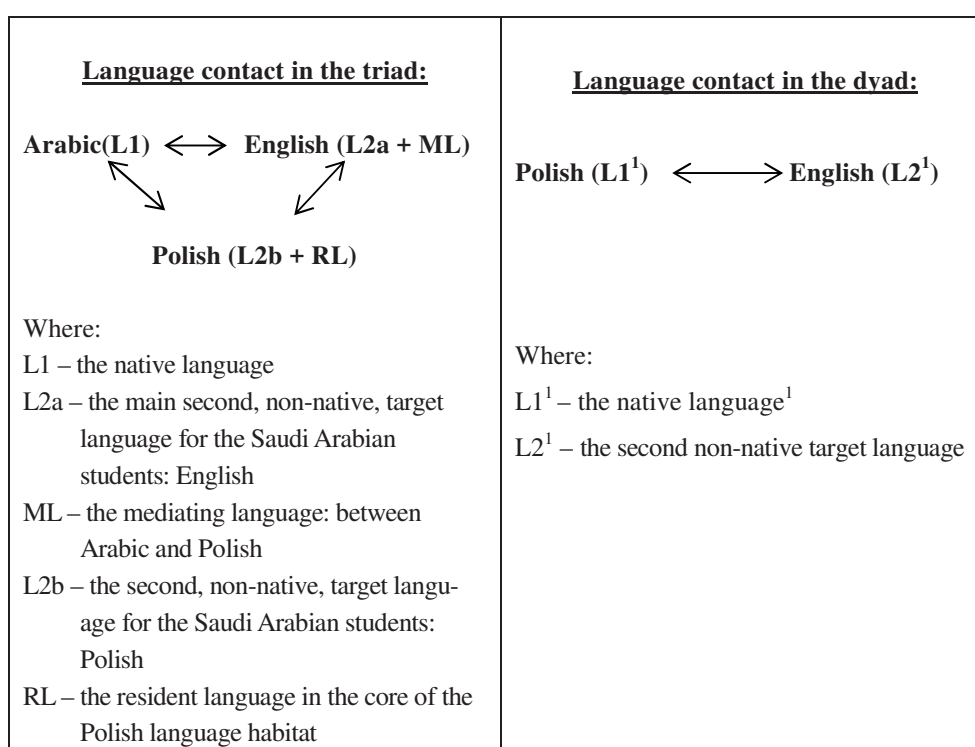 Language contact in the triad:
Arabic(L1) ⟷ English (L2a + ML)
Polish (L2b + RL)
Where:
L1 – the native language
L2a – the main second, non-native, target
language for the Saudi Arabian
students: English
ML – the mediating language: between
Arabic and Polish
L2b – the second, non-native, target langu-
age for the Saudi Arabian students:
Polish
RL – the resident language in the core of the
Polish language habitat
Language contact in the dyad:
Polish (L1¹) ⟷ English (L2¹)
Where:
L1¹ – the native language¹
L2¹ – the second non-native target language